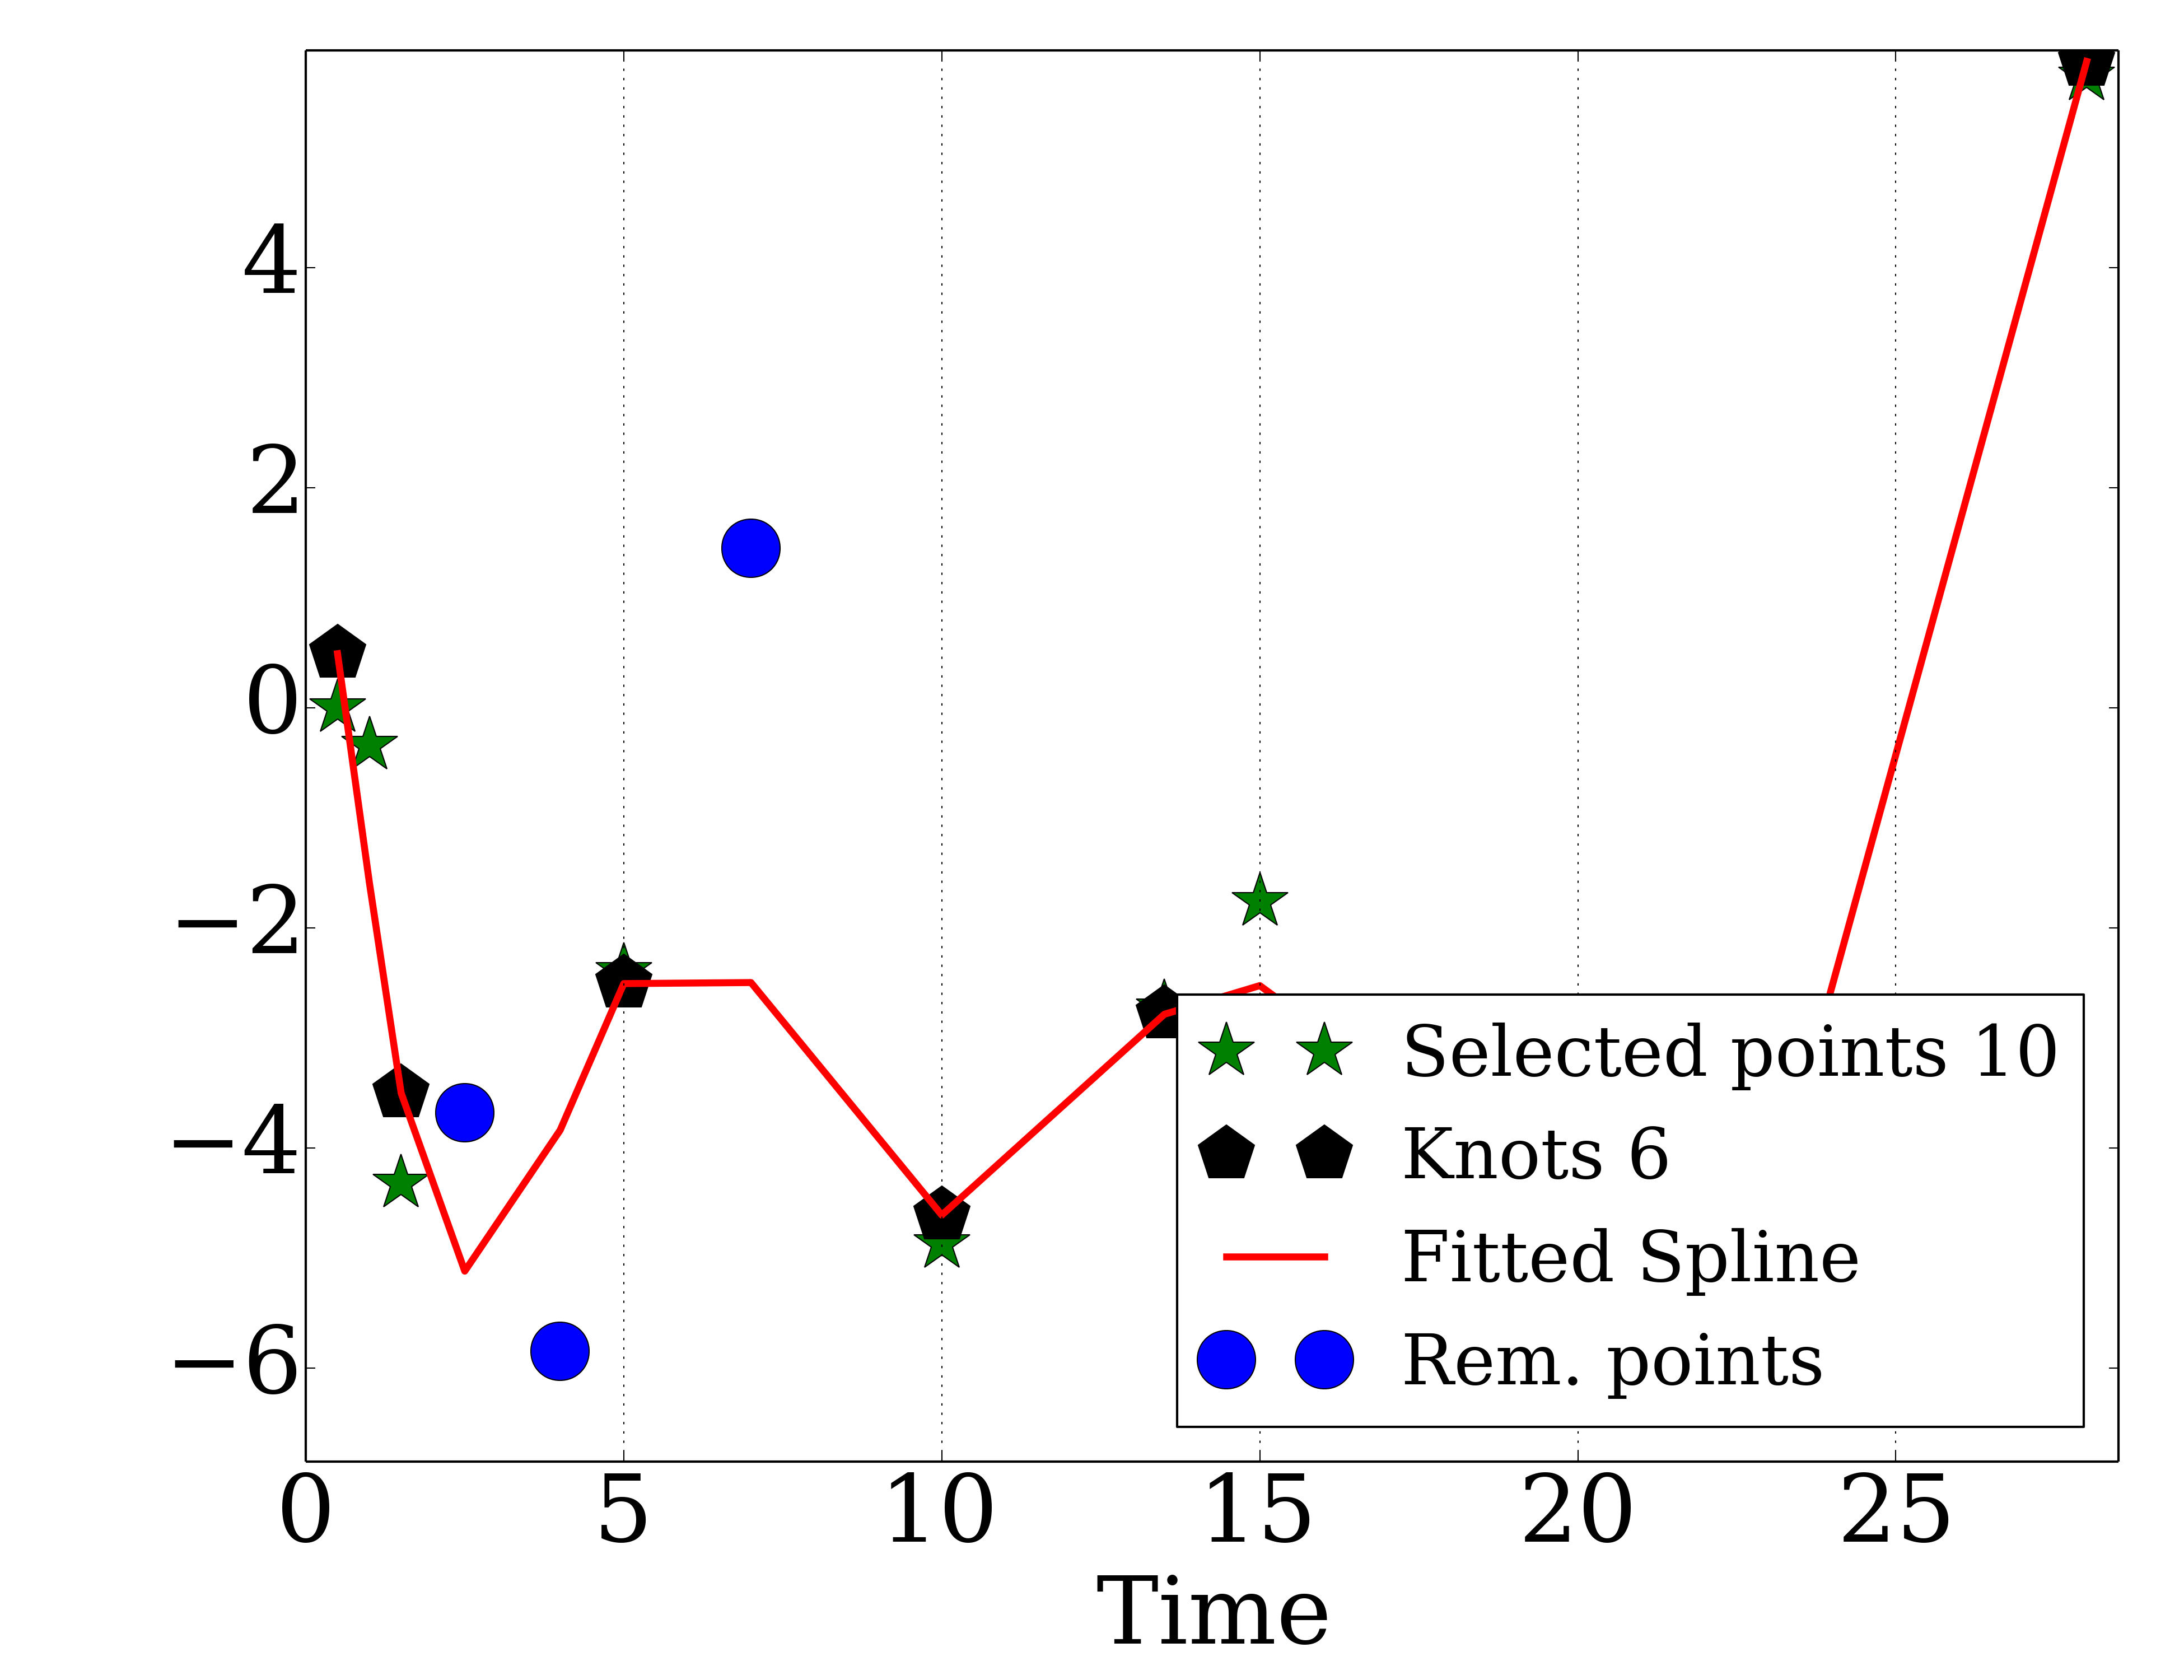 4
2
0
−2
−4
−6
Selected points 10
Knots 6
Fitted Spline
Rem. points
0 5 10 15 20 25
Time